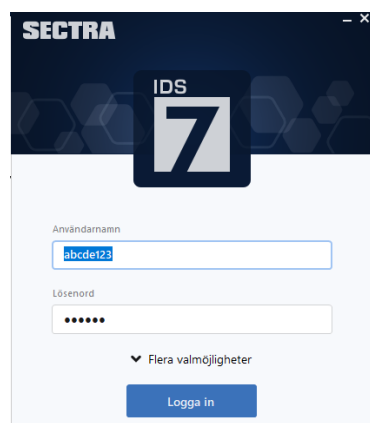 SECTRA
IDS
7
Användarnamn
abcde123
Lösenord
••••••
Flera valmöjligheter
Logga in